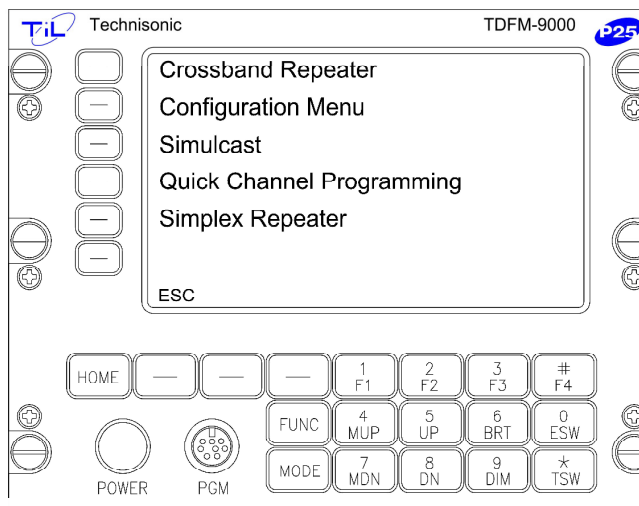 TiL Technisonic TDFM-9000 P25
Crossband Repeater
Configuration Menu
Simulcast
Quick Channel Programming
Simplex Repeater
ESC
HOME 1 F1 2 F2 3 F3 # F4
FUNC 4 MUP 5 UP 6 BRT 0 ESW
MODE 7 MDN 8 DN 9 DIM * TSW
POWER PGM